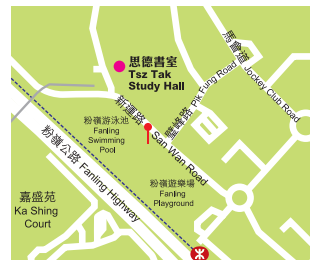 思德書室
Tsz Tak
Study Hall
馬會道
Jockey Club Road
新運路
San Wan Road
壁峰路 Pik Fung Road
粉嶺游泳池
Fanling
Swimming
Pool
粉嶺公路 Fanling Highway
粉嶺遊樂場
Fanling
Playground
嘉盛苑
Ka Shing
Court